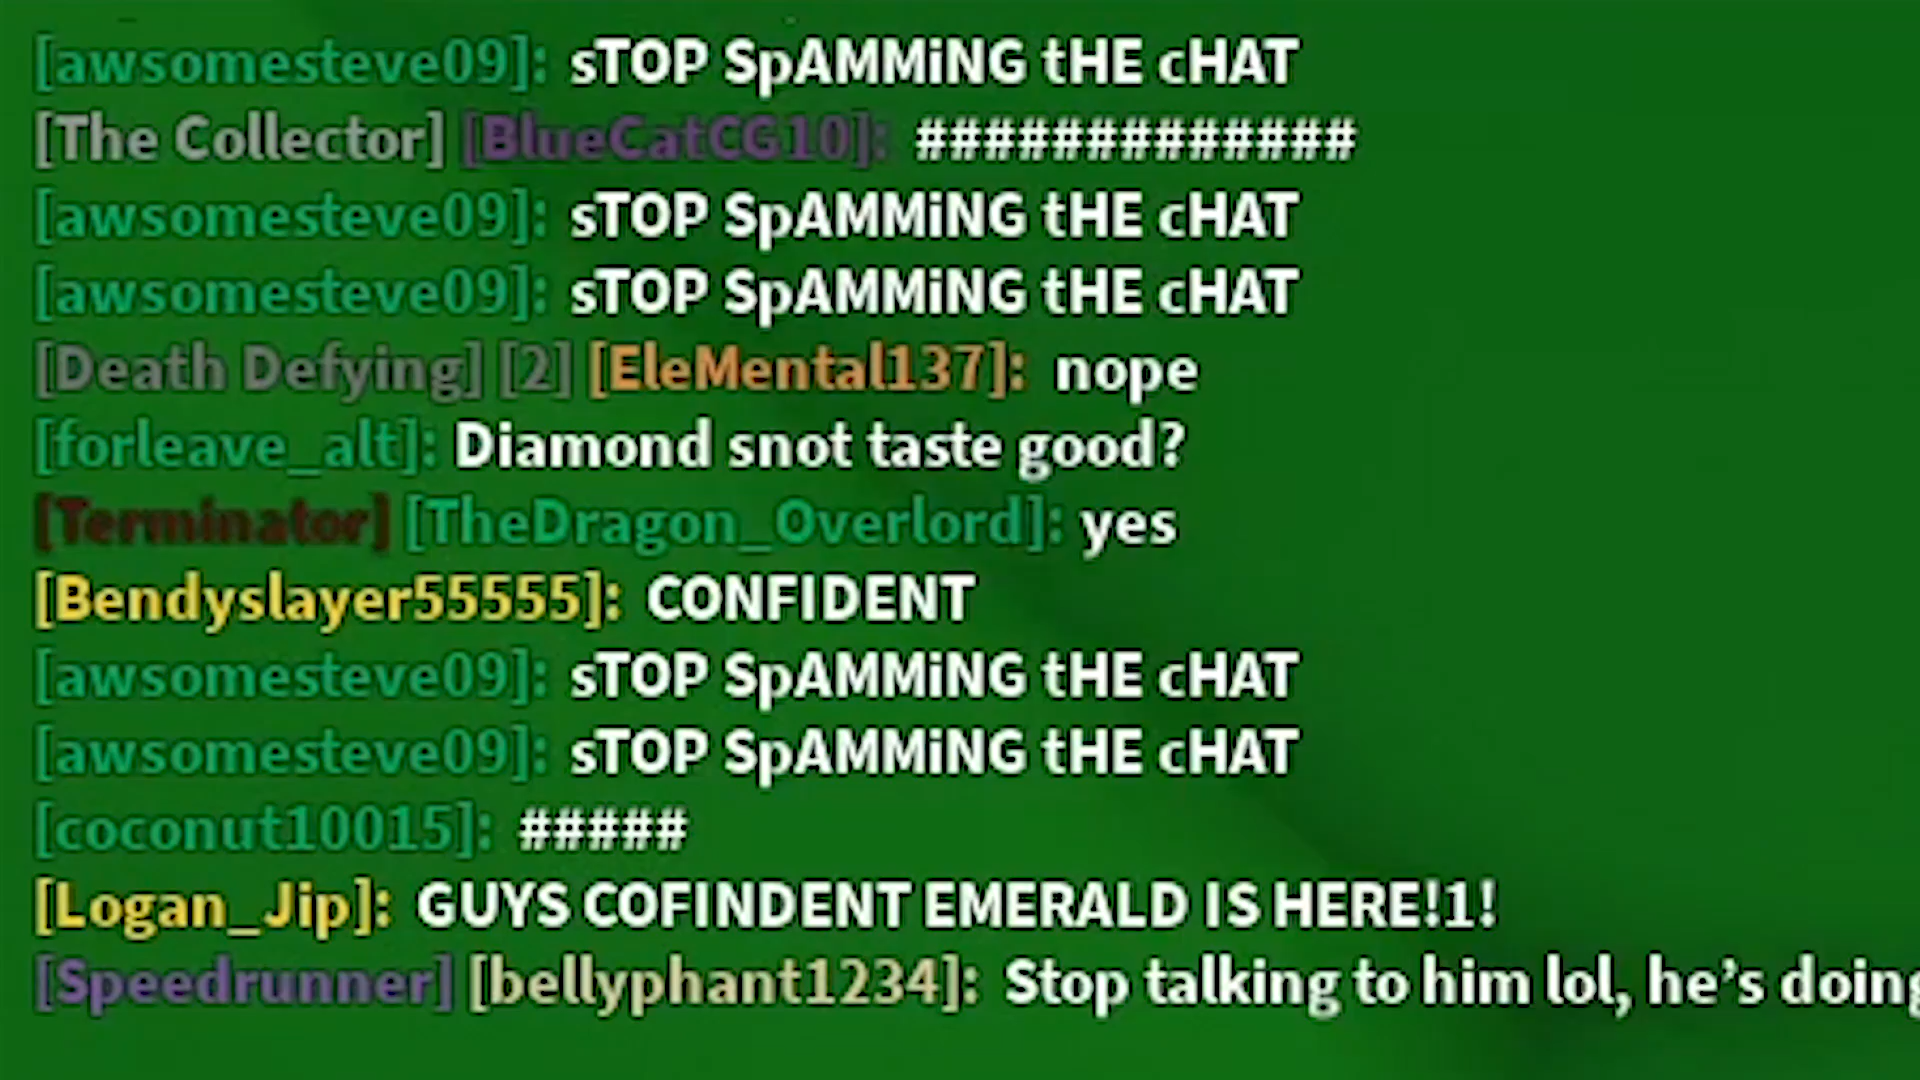 [awsomesteve09]: sTOP SpAMMiNG tHE cHAT
[The Collector] [BlueCatCG10]: #############
[awsomesteve09]: sTOP SpAMMiNG tHE cHAT
[awsomesteve09]: sTOP SpAMMiNG tHE cHAT
[Death Defying] [2] [EleMental137]: nope
[forleave_alt]: Diamond snot taste good?
[Terminator] [TheDragon_Overlord]: yes
[Bendyslayer55555]: CONFIDENT
[awsomesteve09]: sTOP SpAMMiNG tHE cHAT
[awsomesteve09]: sTOP SpAMMiNG tHE cHAT
[coconut10015]: #####
[Logan_Jip]: GUYS COFINDENT EMERALD IS HERE!1!
[Speedrunner] [bellyphant1234]: Stop talking to him lol, he's doing